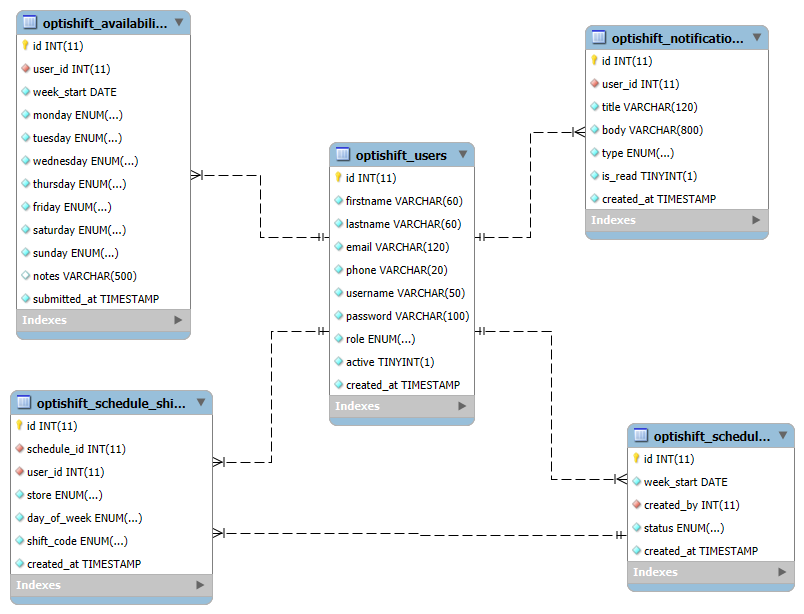 optishift_availabili...
id INT(11)
user_id INT(11)
week_start DATE
monday ENUM(...)
tuesday ENUM(...)
wednesday ENUM(...)
thursday ENUM(...)
friday ENUM(...)
saturday ENUM(...)
sunday ENUM(...)
notes VARCHAR(500)
submitted_at TIMESTAMP
Indexes
optishift_notificatio...
id INT(11)
user_id INT(11)
title VARCHAR(120)
body VARCHAR(800)
type ENUM(...)
is_read TINYINT(1)
created_at TIMESTAMP
Indexes
optishift_users
id INT(11)
firstname VARCHAR(60)
lastname VARCHAR(60)
email VARCHAR(120)
phone VARCHAR(20)
username VARCHAR(50)
password VARCHAR(100)
role ENUM(...)
active TINYINT(1)
created_at TIMESTAMP
Indexes
optishift_schedule_shi...
id INT(11)
schedule_id INT(11)
user_id INT(11)
store ENUM(...)
day_of_week ENUM(...)
shift_code ENUM(...)
created_at TIMESTAMP
Indexes
optishift_schedul...
id INT(11)
week_start DATE
created_by INT(11)
status ENUM(...)
created_at TIMESTAMP
Indexes